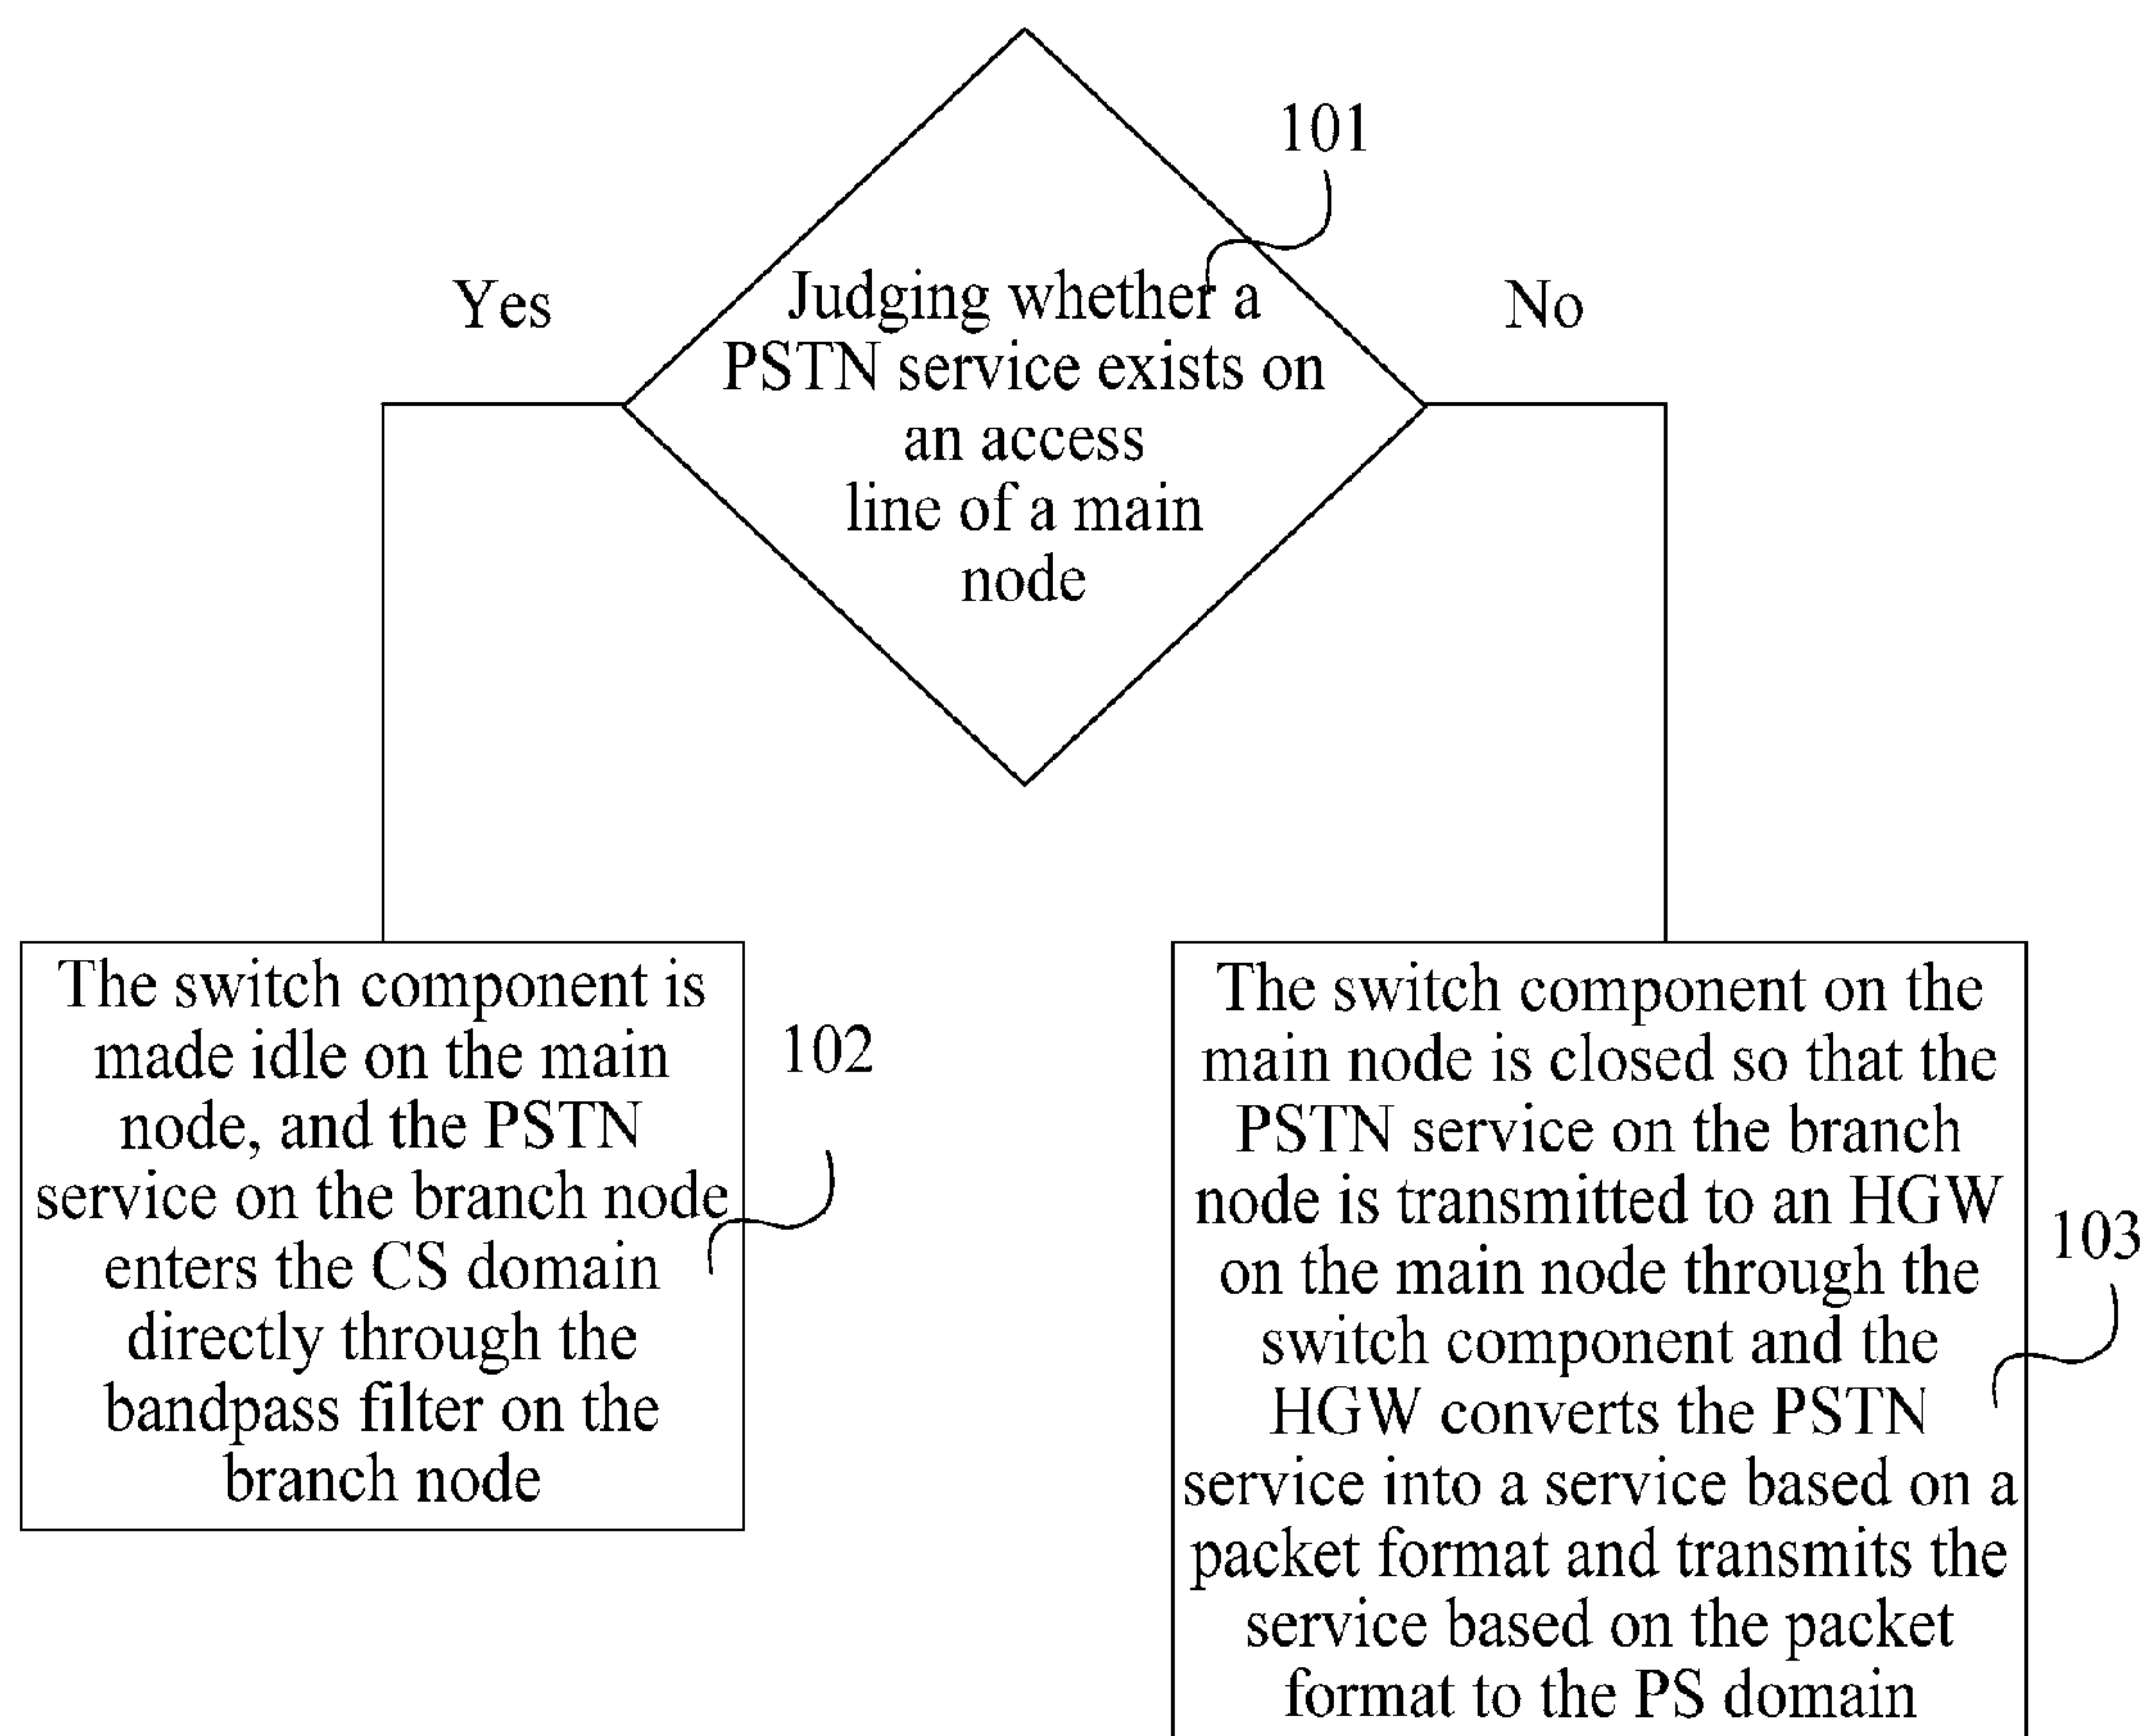 101
Yes
No
Judging whether a
PSTN service exists on
an access
line of a main
node
The switch component is
made idle on the main
node, and the PSTN
service on the branch node
enters the CS domain
directly through the
bandpass filter on the
branch node
102
The switch component on the
main node is closed so that the
PSTN service on the branch
node is transmitted to an HGW
on the main node through the
switch component and the
HGW converts the PSTN
service into a service based on a
packet format and transmits the
service based on the packet
format to the PS domain
103